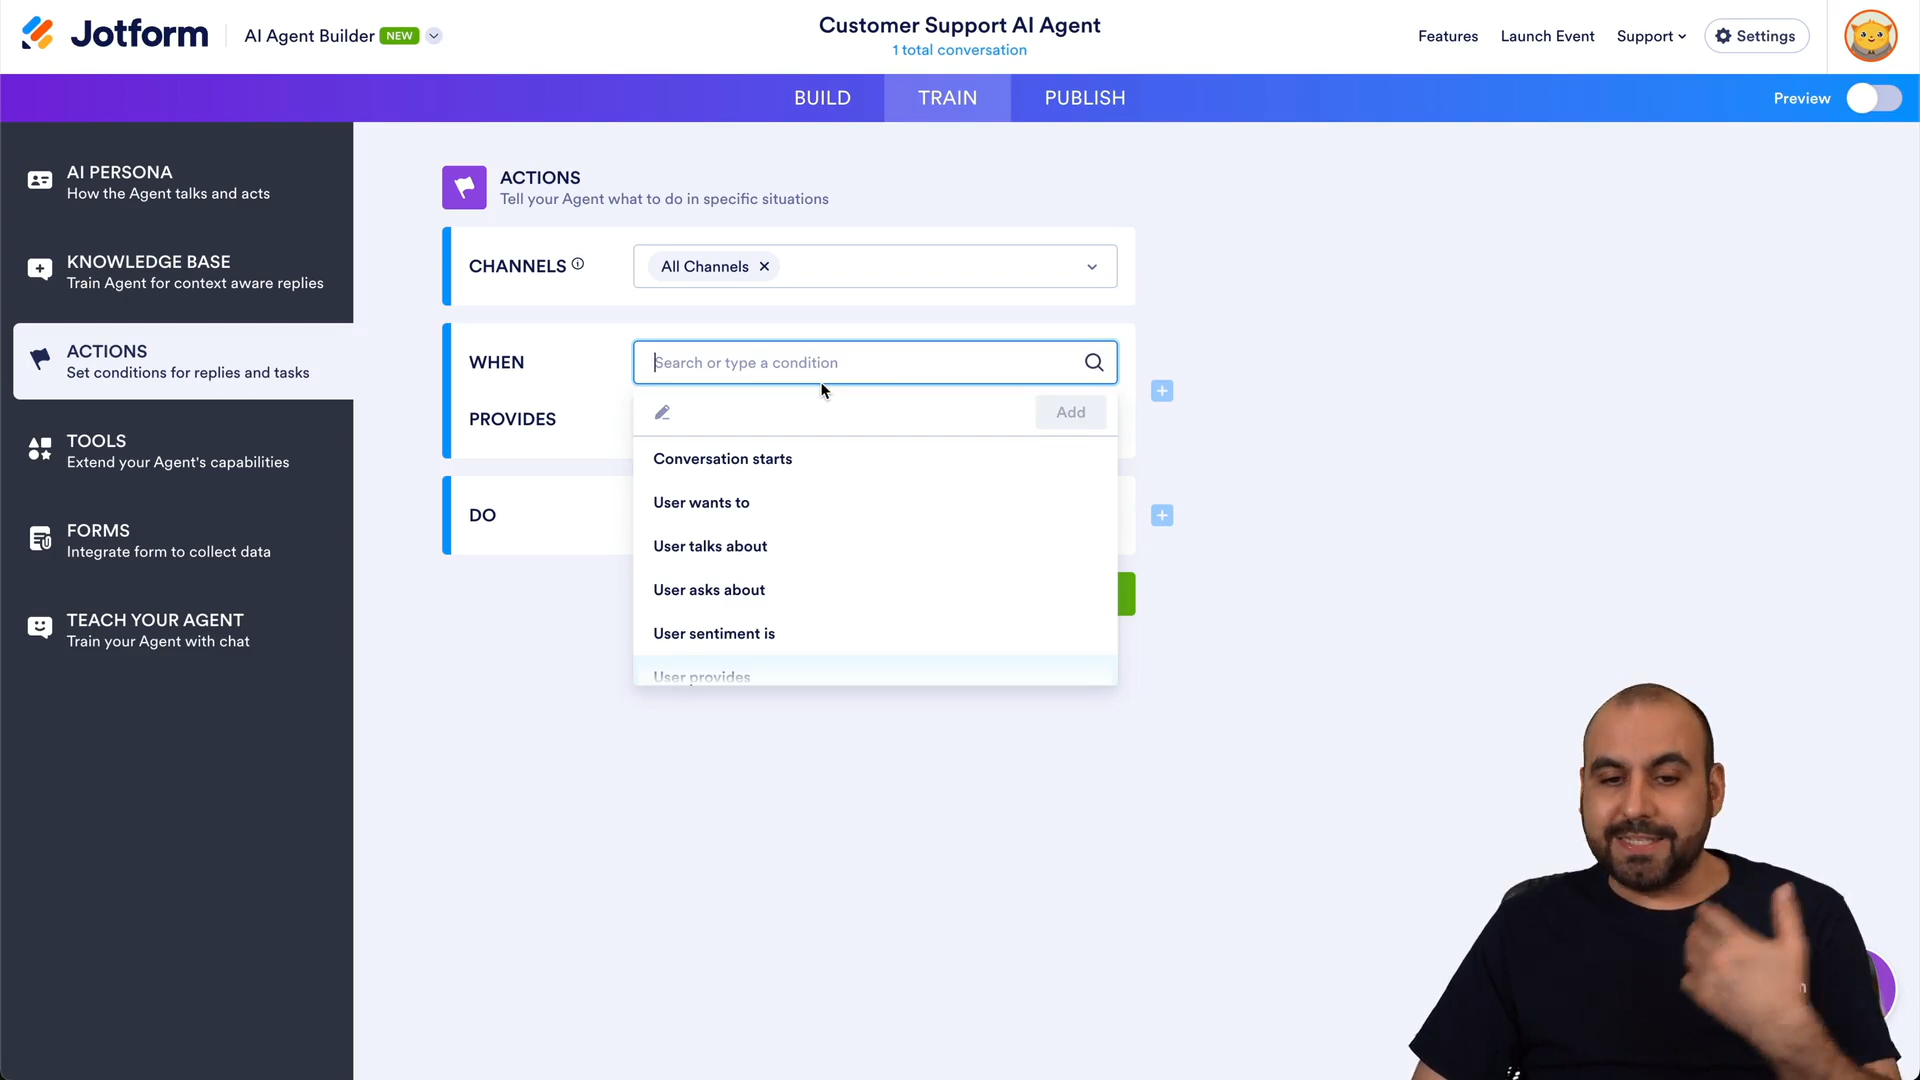 Jotform
AI Agent Builder NEW
Customer Support AI Agent
1 total conversation
Features
Launch Event
Support
Settings
BUILD
TRAIN
PUBLISH
Preview
AI PERSONA
How the Agent talks and acts
KNOWLEDGE BASE
Train Agent for context aware replies
ACTIONS
Set conditions for replies and tasks
TOOLS
Extend your Agent's capabilities
FORMS
Integrate form to collect data
TEACH YOUR AGENT
Train your Agent with chat
ACTIONS
Tell your Agent what to do in specific situations
CHANNELS
All Channels
WHEN
Search or type a condition
PROVIDES
Add
Conversation starts
User wants to
User talks about
User asks about
User sentiment is
User provides
DO